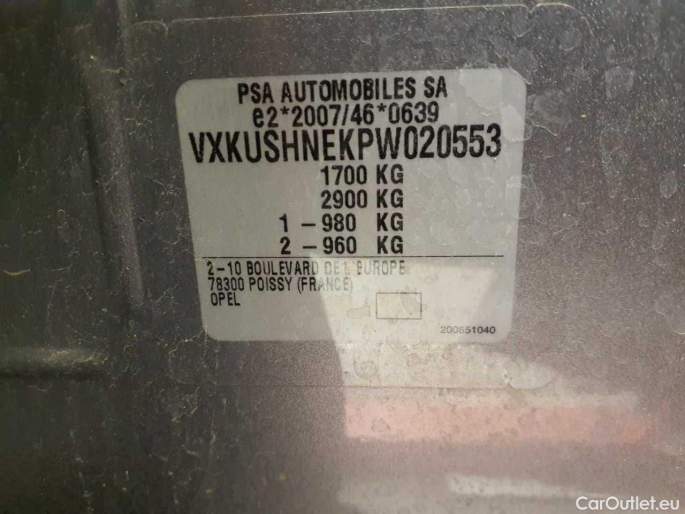 PSA AUTOMOBILES SA
e2*2007/46*0639
VXKUSHNEKPW020553
1700 KG
2900 KG
1 – 980 KG
2 – 960 KG
2–10 BOULEVARD DE L EUROPE
78300 POISSY (FRANCE)
OPEL
200851040
CarOutlet.eu